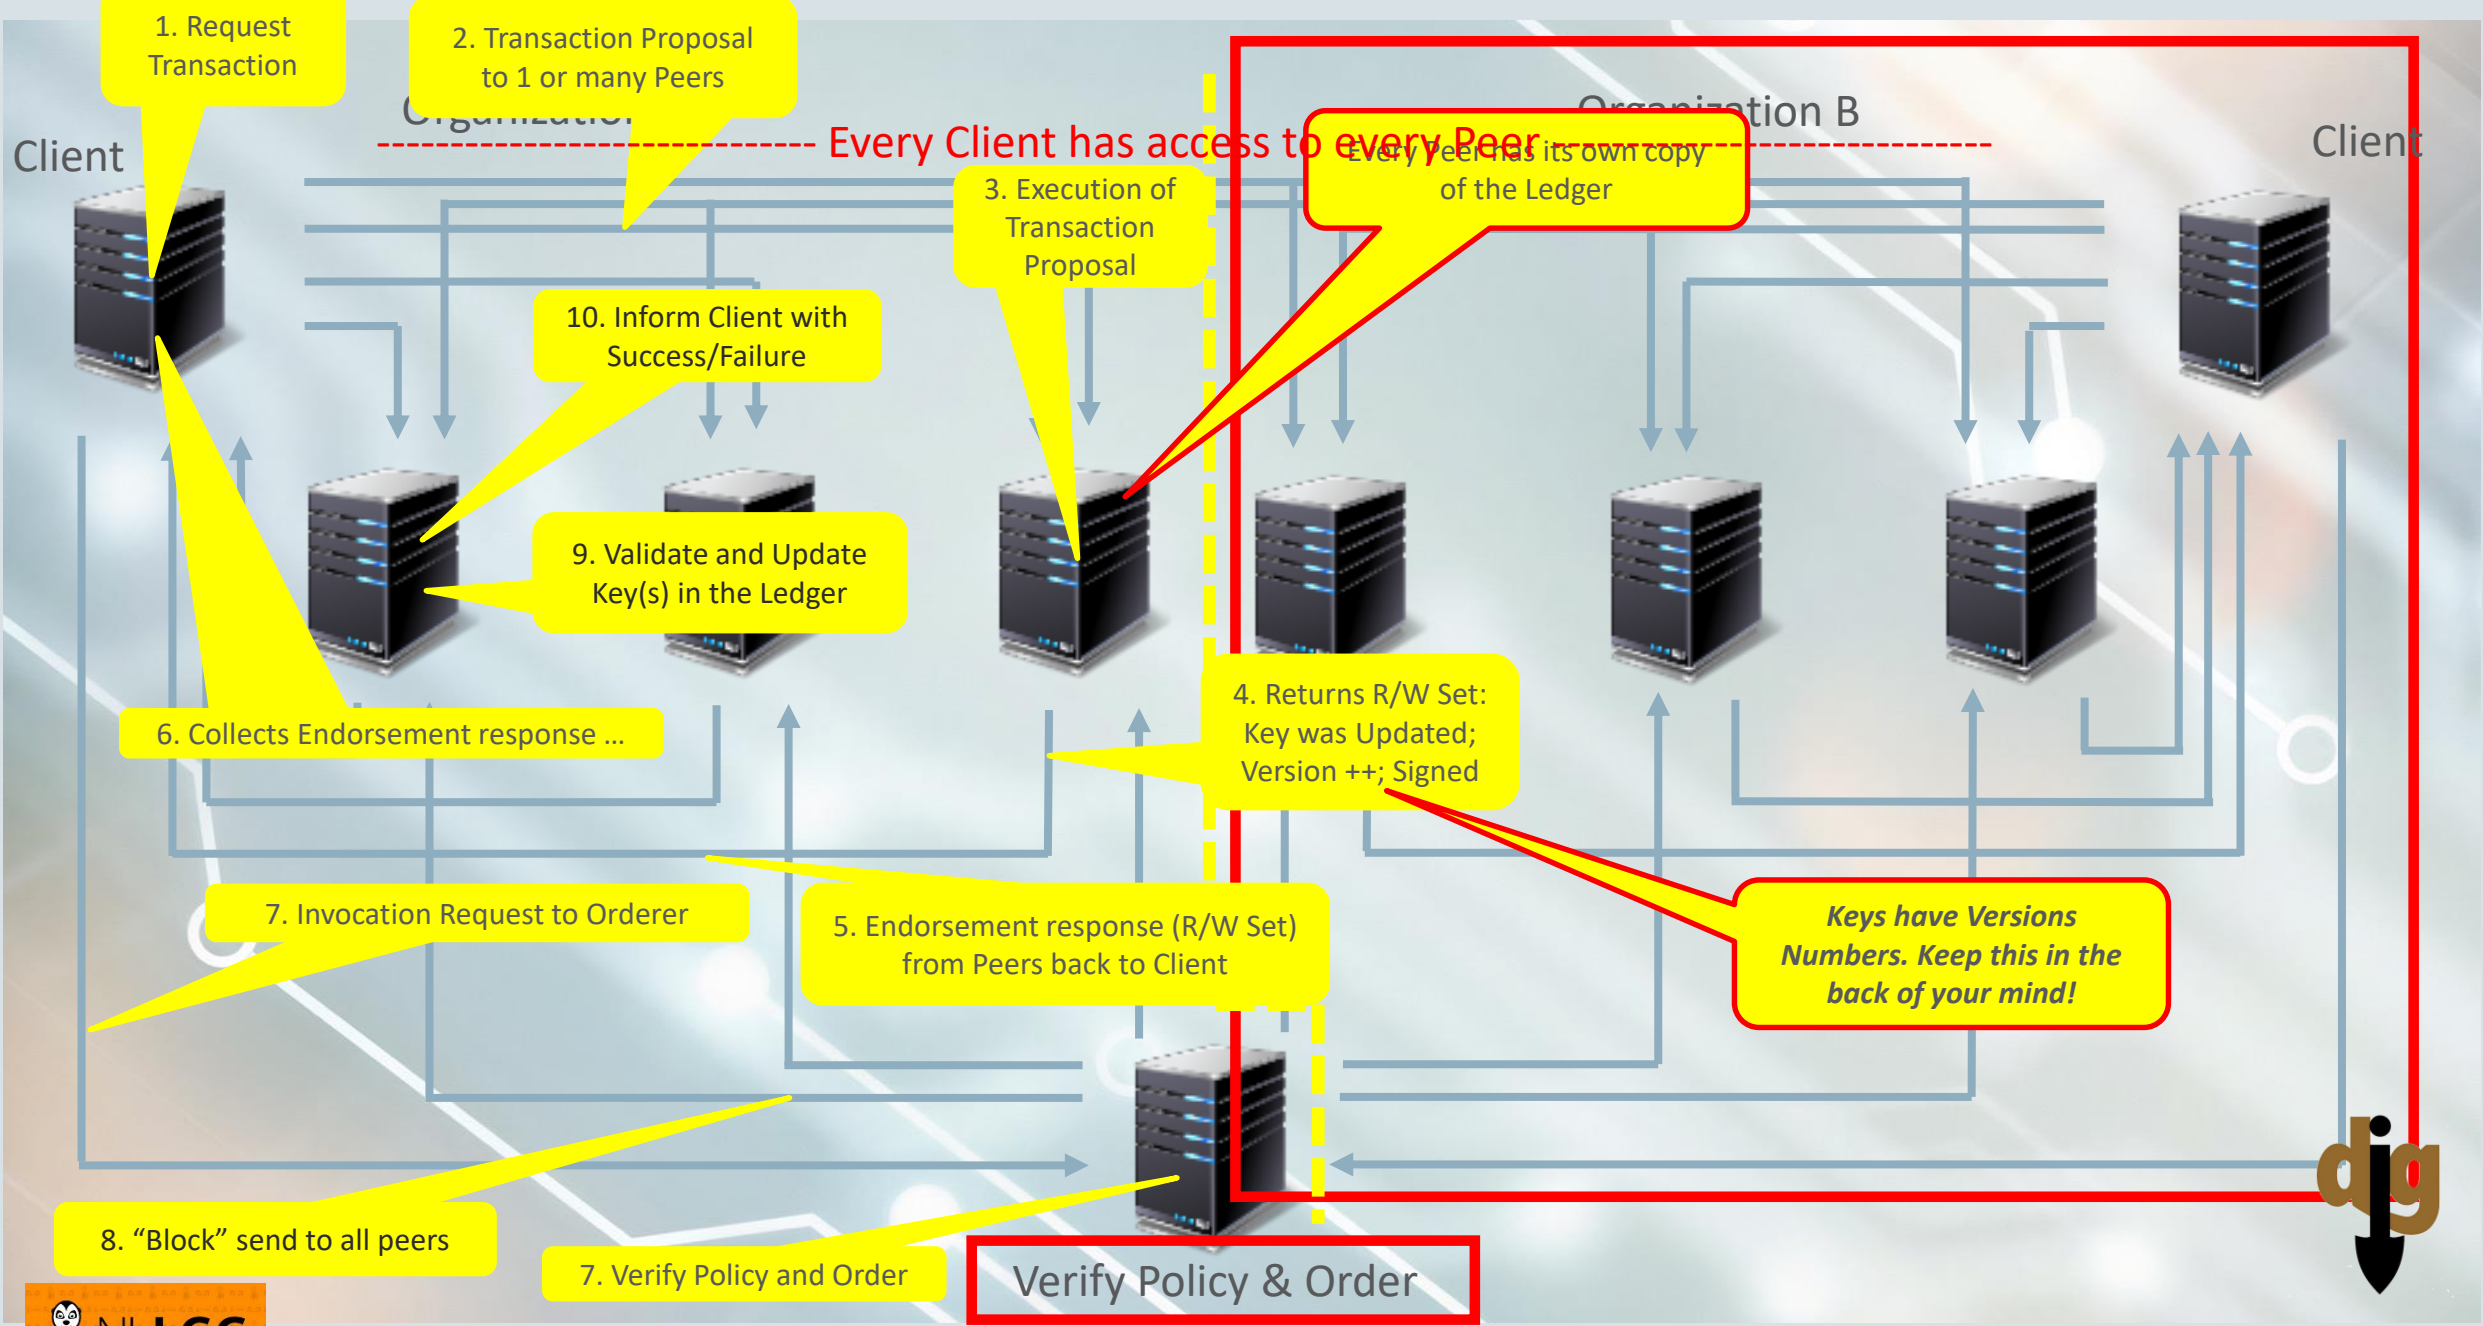 1. Request
Transaction
2. Transaction Proposal
to 1 or many Peers
Organization B
Every Client has access to every Peer
Client
Client
Every Peer has its own copy
of the Ledger
3. Execution of
Transaction
Proposal
10. Inform Client with
Success/Failure
9. Validate and Update
Key(s) in the Ledger
4. Returns R/W Set:
Key was Updated;
Version ++; Signed
6. Collects Endorsement response ...
7. Invocation Request to Orderer
5. Endorsement response (R/W Set)
from Peers back to Client
Keys have Versions
Numbers. Keep this in the
back of your mind!
8. “Block” send to all peers
7. Verify Policy and Order
Verify Policy & Order
dig